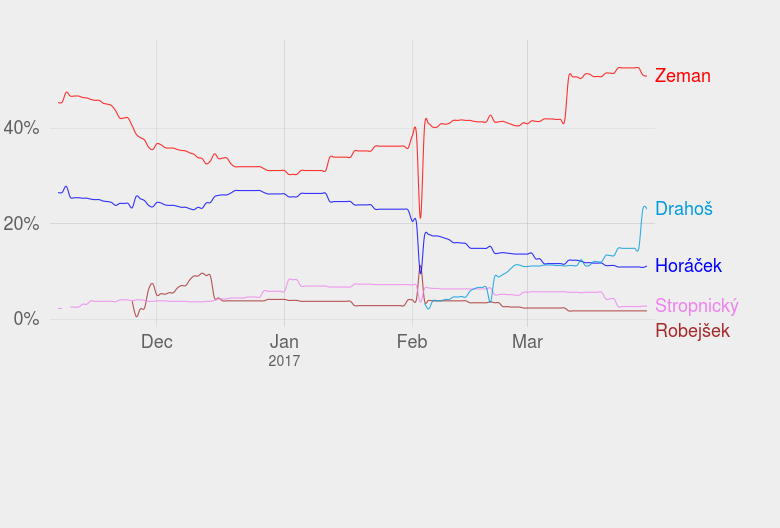 Zeman
40%
Drahoš
20%
Horáček
Stropnický
0%
Robejšek
Dec
Jan
Feb
Mar
2017